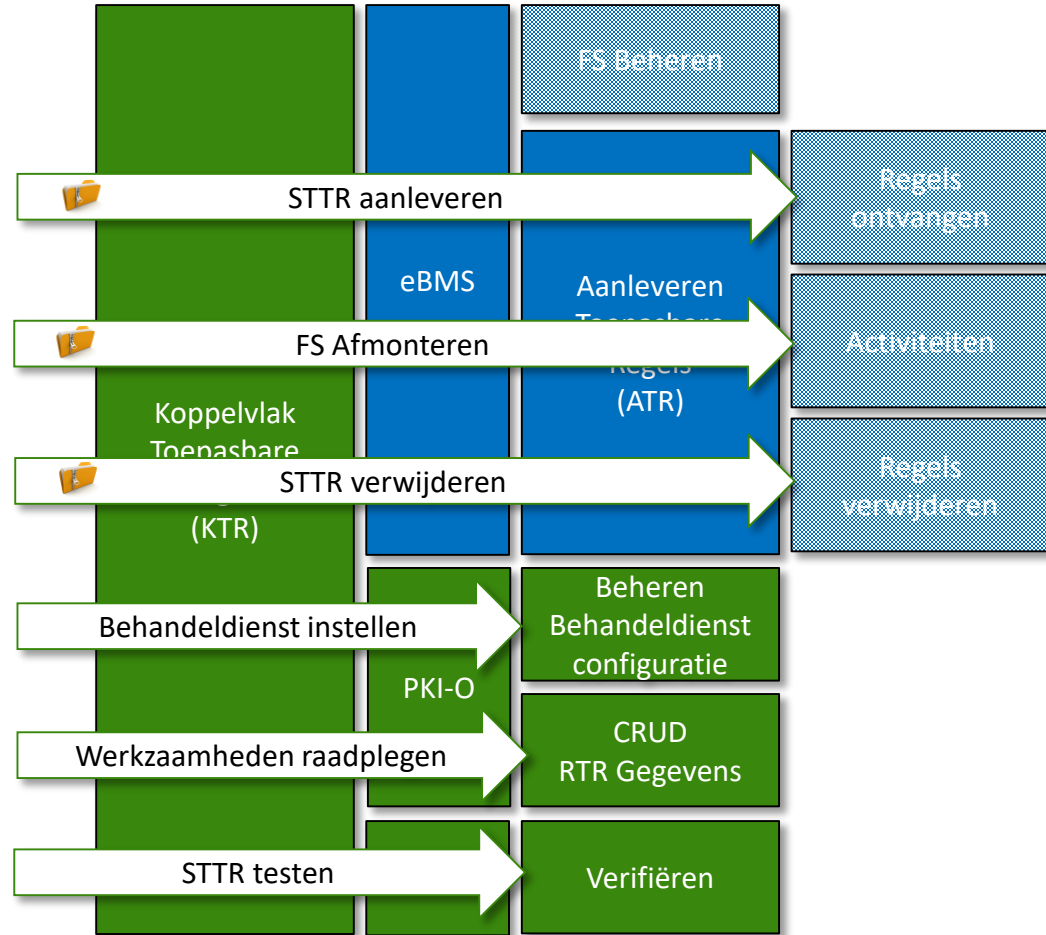 FS Beheren
STTR aanleveren
Regels
ontvangen
eBMS
Aanleveren
Toepasbare
Regels
(ATR)
FS Afmonteren
Activiteiten
Koppelvlak
Toepasbare
(KTR)
STTR verwijderen
Regels
verwijderen
Behandeldienst instellen
Beheren
Behandeldienst
configuratie
PKI-O
Werkzaamheden raadplegen
CRUD
RTR Gegevens
STTR testen
Verifiëren